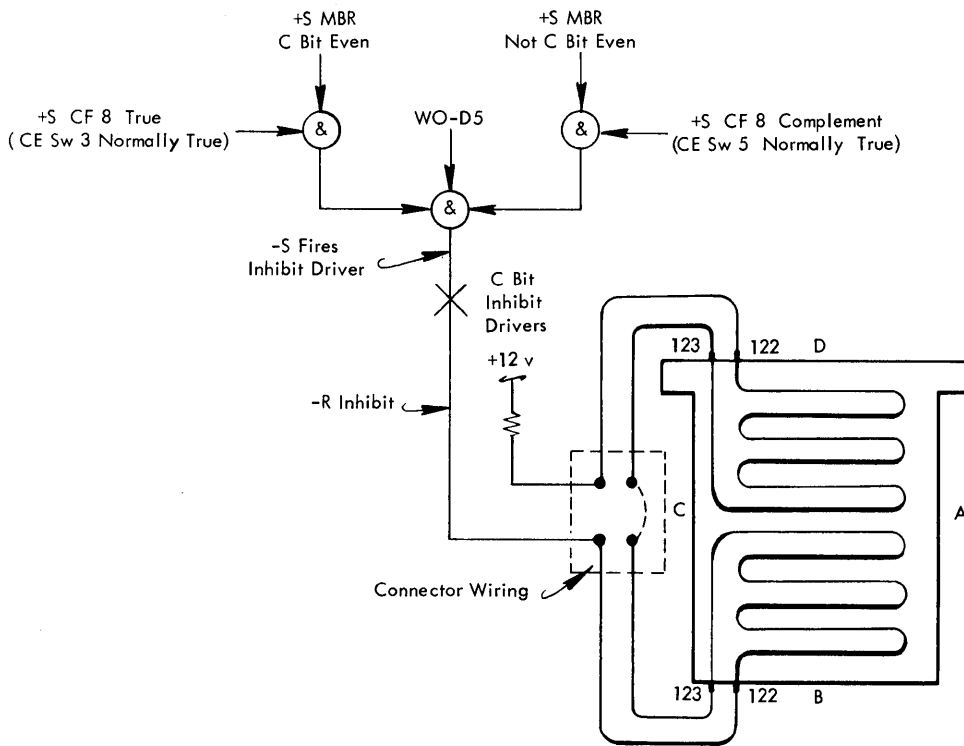 +S MBR
C Bit Even
+S MBR
Not C Bit Even
+S CF 8 True
( CE Sw 3 Normally True)
&
WO-D5
&
+S CF 8 Complement
(CE Sw 5 Normally True)
&
-S Fires
Inhibit Driver
C Bit
Inhibit
Drivers
+12 v
123
122
D
-R Inhibit
C
A
Connector Wiring
123
122
B